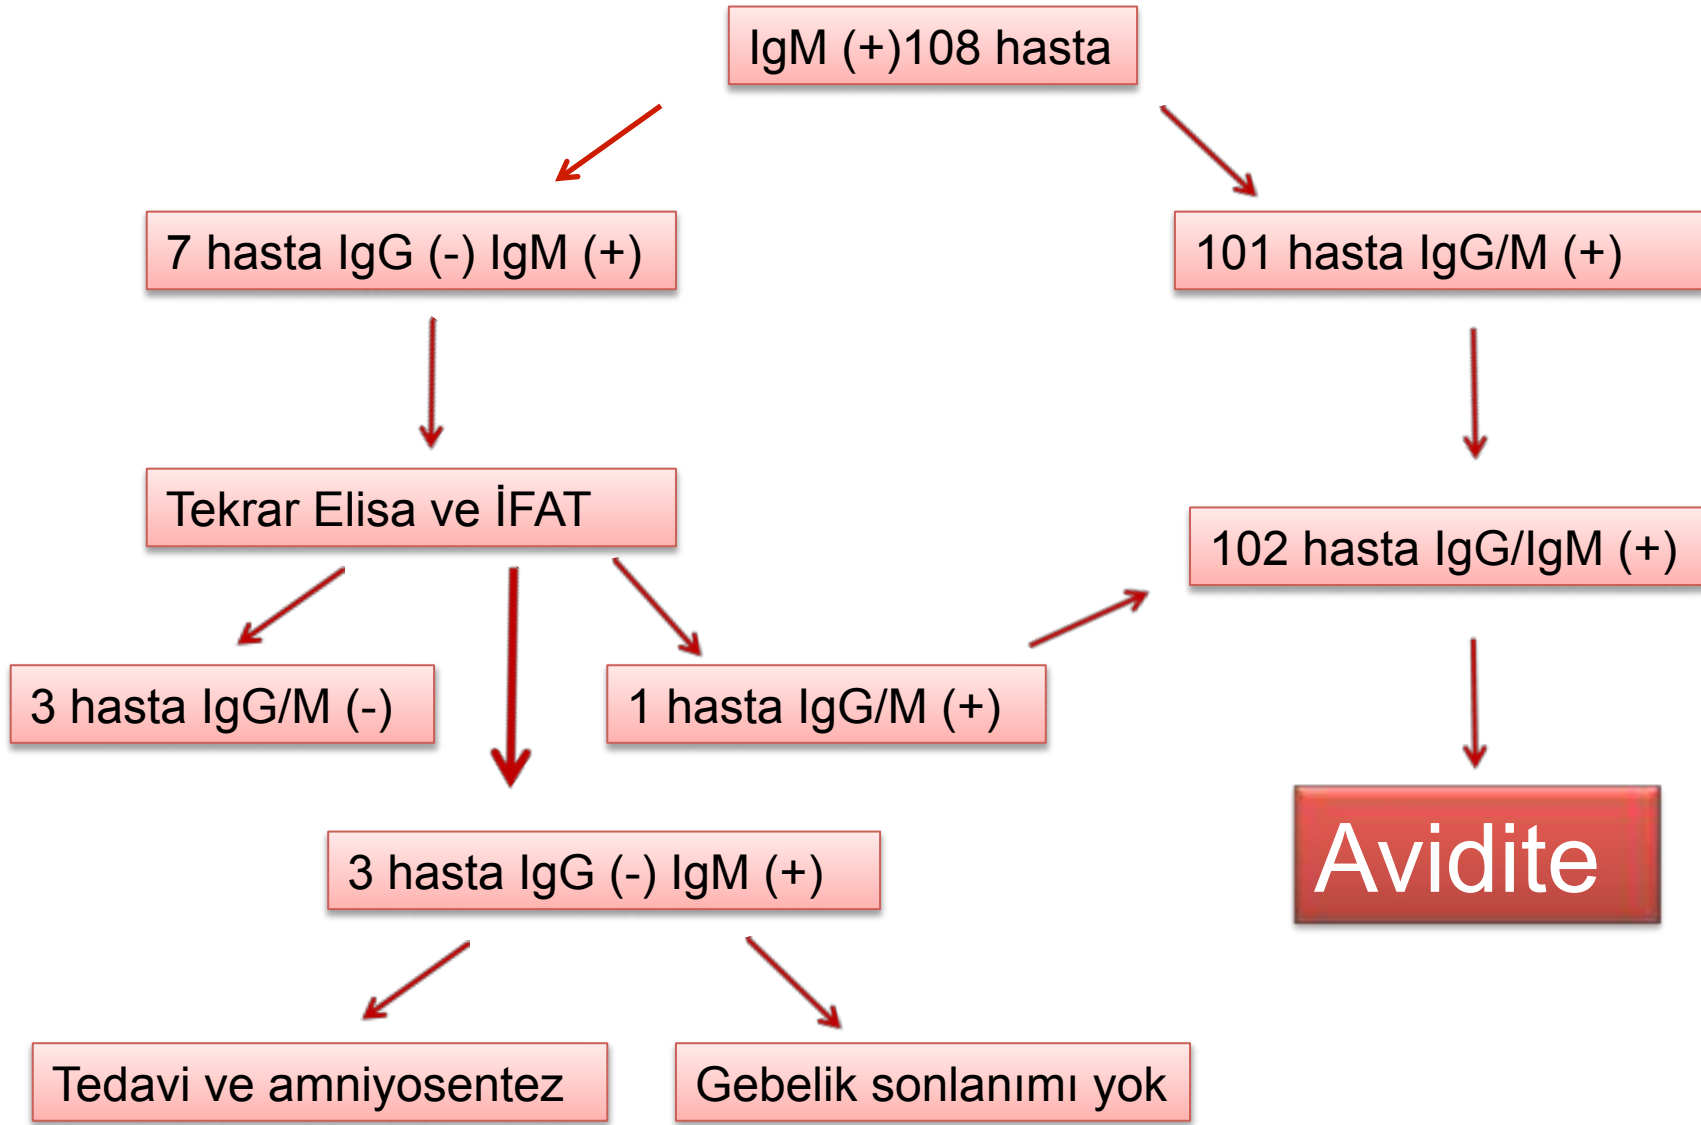 IgM (+)108 hasta
7 hasta IgG (-) IgM (+)
101 hasta IgG/M (+)
Tekrar Elisa ve İFAT
102 hasta IgG/IgM (+)
3 hasta IgG/M (-)
1 hasta IgG/M (+)
Avidite
3 hasta IgG (-) IgM (+)
Tedavi ve amniyosentez
Gebelik sonlanımı yok